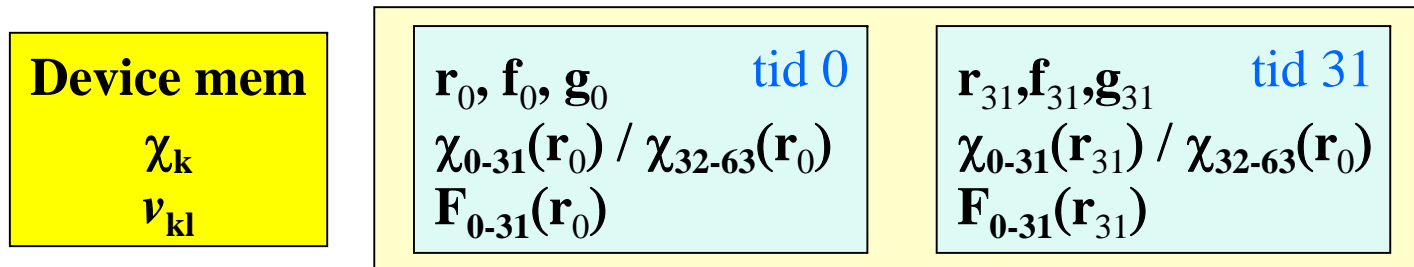 Device mem
χₖ
vₖₗ
r₀, f₀, g₀ tid 0
χ₀₋₃₁(r₀) / χ₃₂₋₆₃(r₀)
F₀₋₃₁(r₀)
r₃₁,f₃₁,g₃₁ tid 31
χ₀₋₃₁(r₃₁) / χ₃₂₋₆₃(r₀)
F₀₋₃₁(r₃₁)